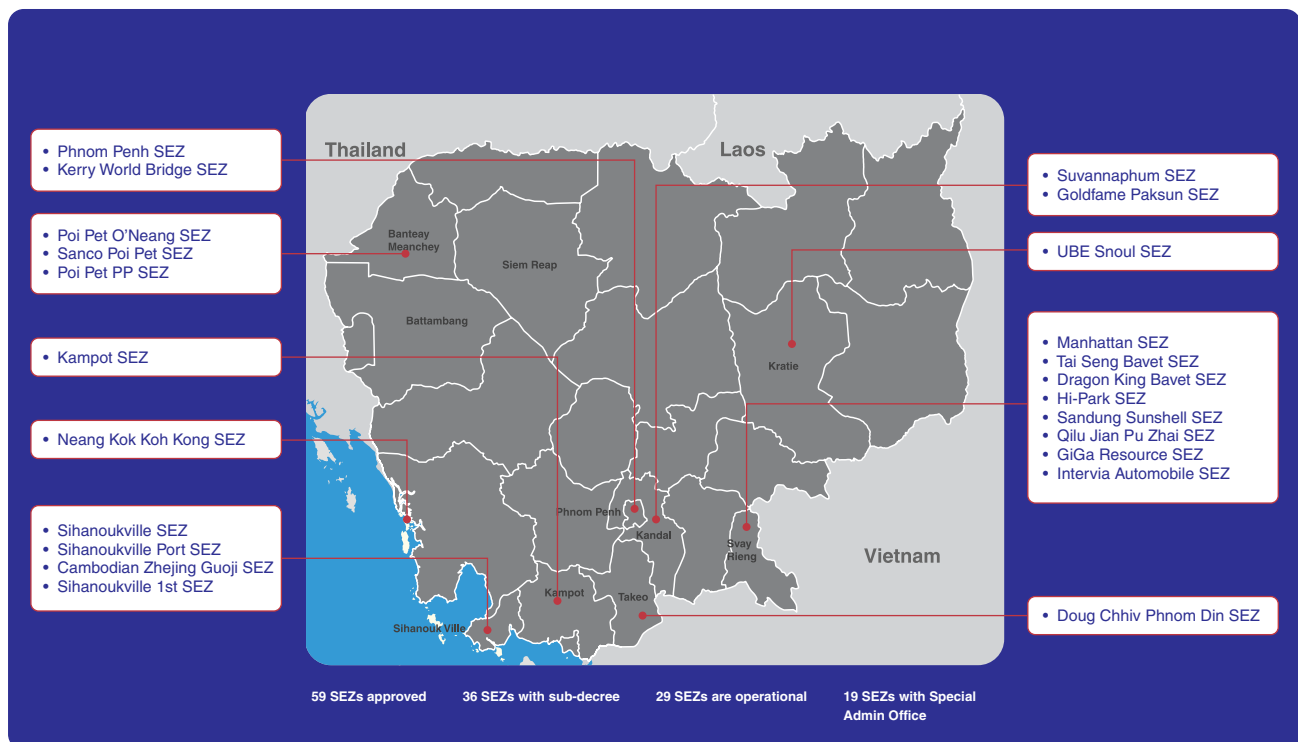 • Phnom Penh SEZ
• Kerry World Bridge SEZ
• Poi Pet O’Neang SEZ
• Sanco Poi Pet SEZ
• Poi Pet PP SEZ
• Kampot SEZ
• Neang Kok Koh Kong SEZ
• Sihanoukville SEZ
• Sihanoukville Port SEZ
• Cambodian Zhejing Guoji SEZ
• Sihanoukville 1st SEZ
Thailand
Laos
Banteay
Meanchey
Siem Reap
Battambang
Kratie
Phnom Penh
Kandal
Svay
Rieng
Vietnam
Kampot
Takeo
Sihanouk Ville
• Suvannaphum SEZ
• Goldfame Paksun SEZ
• UBE Snoul SEZ
• Manhattan SEZ
• Tai Seng Bavet SEZ
• Dragon King Bavet SEZ
• Hi-Park SEZ
• Sandung Sunshell SEZ
• Qilu Jian Pu Zhai SEZ
• GiGa Resource SEZ
• Intervia Automobile SEZ
• Doug Chhiv Phnom Din SEZ
59 SEZs approved
36 SEZs with sub-decree
29 SEZs are operational
19 SEZs with Special
Admin Office